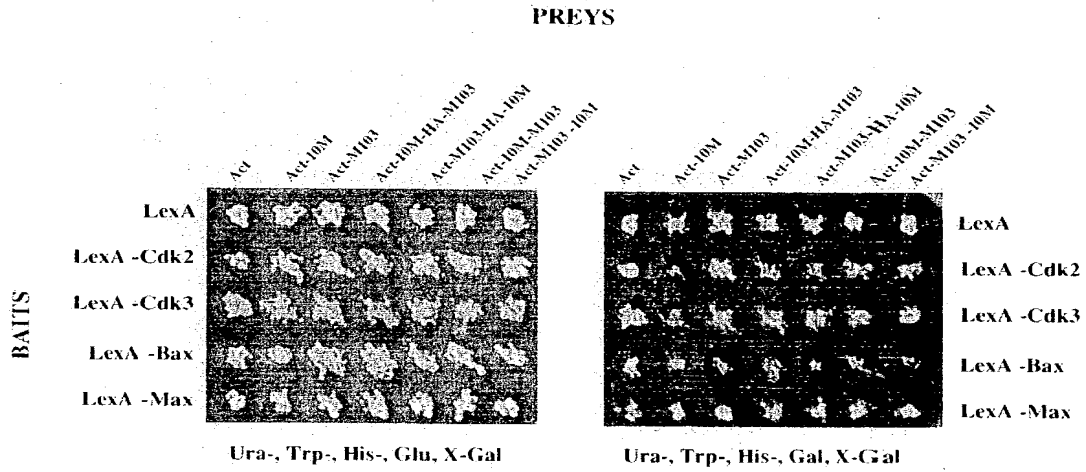 PREYS
Act
Act-10M
Act-M103
Act-10M-HA-M103
Act-M103-HA-10M
Act-10M-M103
Act-M103-10M
Act
Act-10M
Act-M103
Act-10M-HA-M103
Act-M103-HA-10M
Act-10M-M103
Act-M103-10M
BAITS
LexA
LexA -Cdk2
LexA -Cdk3
LexA -Bax
LexA -Max
LexA
LexA -Cdk2
LexA -Cdk3
LexA -Bax
LexA -Max
Ura-, Trp-, His-, Glu, X-Gal
Ura-, Trp-, His-, Gal, X-Gal